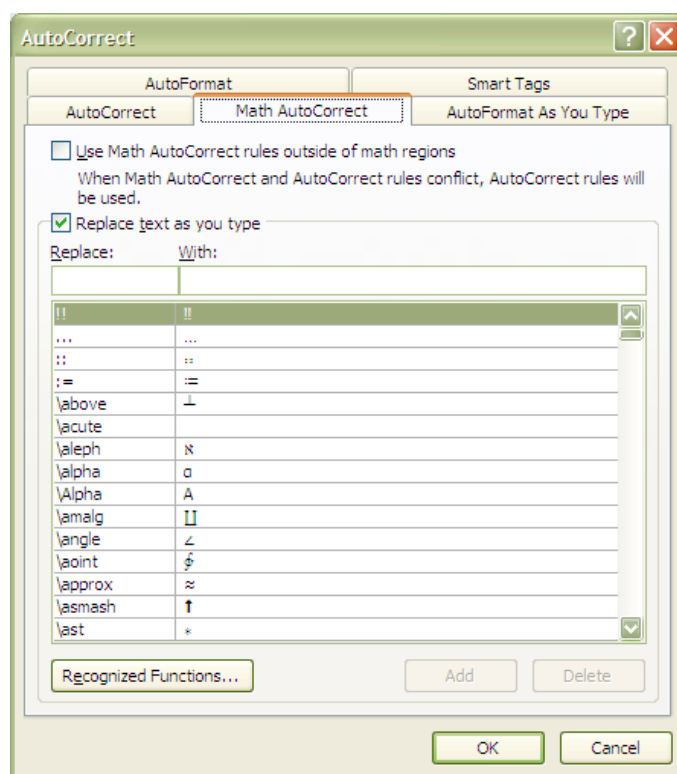 AutoCorrect
AutoFormat Smart Tags
AutoCorrect Math AutoCorrect AutoFormat As You Type
Use Math AutoCorrect rules outside of math regions
When Math AutoCorrect and AutoCorrect rules conflict, AutoCorrect rules will
be used.
Replace text as you type
Replace: With:
!! ‼
... …
:: ∷
:= ≔
\above ┴
\acute
\aleph ℵ
\alpha α
\Alpha Α
\amalg ∐
\angle ∠
\aoint ∳
\approx ≈
\asmash ⬆
\ast ∗
Recognized Functions... Add Delete
OK Cancel